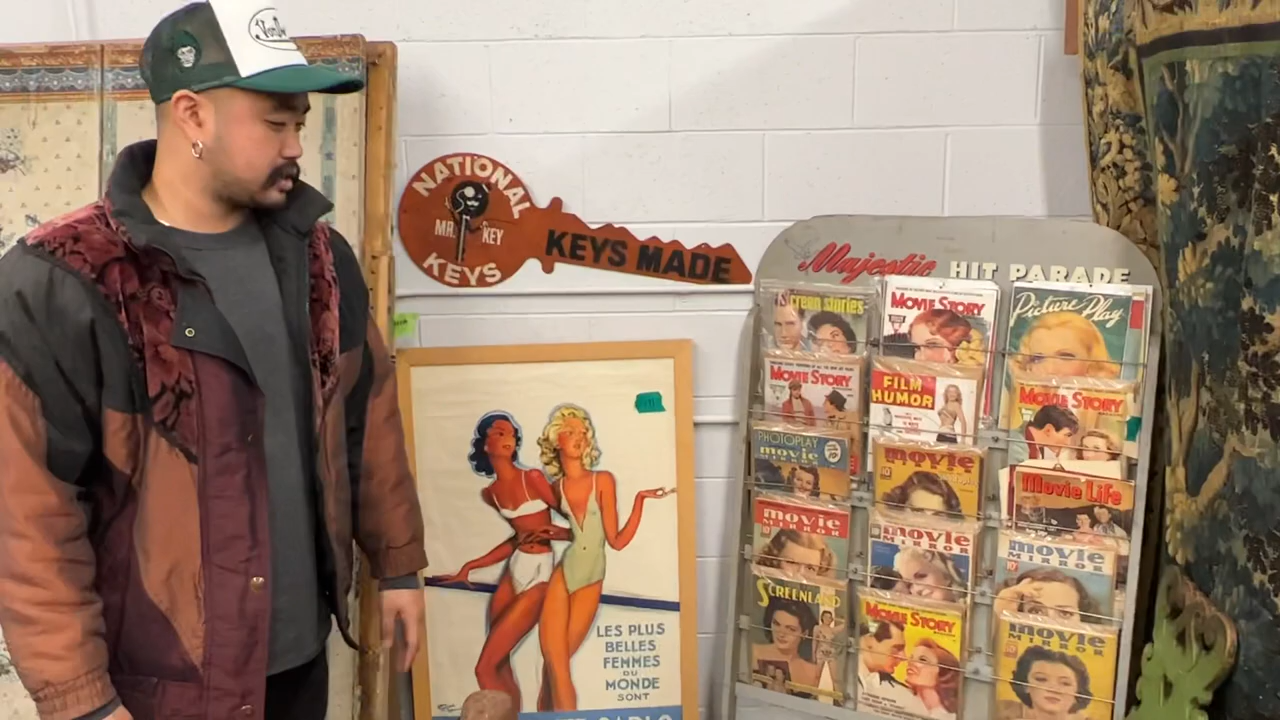 Von Du
NATIONAL
MR. KEY
KEYS
KEYS MADE
LES PLUS
BELLES
FEMMES
DU
MONDE
SONT
Majestic HIT PARADE
Screen Stories
MOVIE STORY
Picture Play
MOVIE STORY
FILM
HUMOR
MOVIE STORY
PHOTOPLAY
movie
movie
Movie Life
movie
MIRROR
movie
MIRROR
movie
MIRROR
SCREENLAND
MOVIE STORY
movie
MIRROR